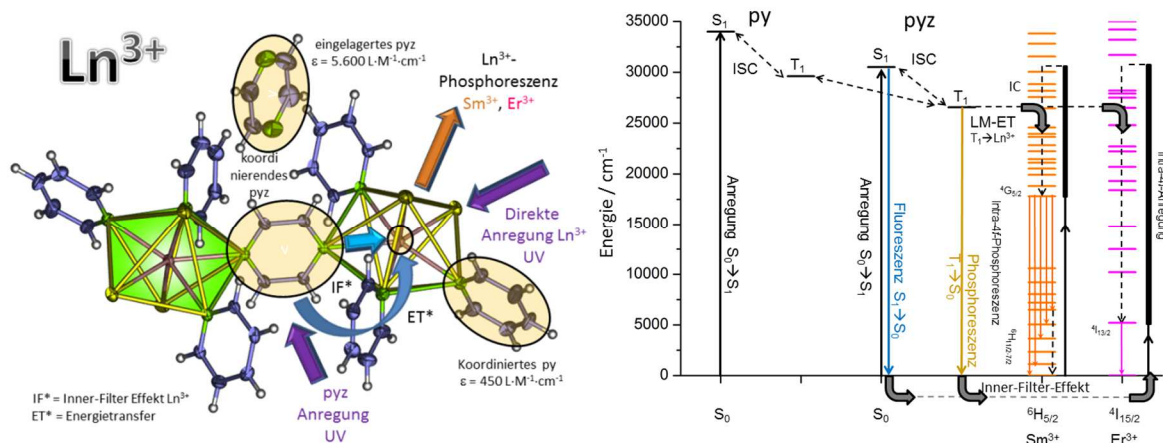 Ln3+
eingelagertes pyz
ε = 5.600 L·M-1·cm-1
koordi
nierendes
pyz
Ln3+-
Phosphoreszenz
Sm3+, Er3+
Direkte
Anregung Ln3+
UV
IF*
ET*
pyz
Anregung
UV
Koordiniertes py
ε = 450 L·M-1·cm-1
IF* = Inner-Filter Effekt Ln3+
ET* = Energietransfer
py
pyz
Energie / cm-1
35000
30000
25000
20000
15000
10000
5000
0
S1
ISC
T1
S1
ISC
T1
IC
LM-ET
T1→Ln3+
4G5/2
Anregung S0→S1
Anregung S0→S1
Fluoreszenz S1→S0
Phosphoreszenz
T1→S0
Intra-4f-Phosphoreszenz
6H11/2-7/2
4I13/2
Intra-4f-Anregung
Inner-Filter-Effekt
S0
S0
6H5/2
Sm3+
4I15/2
Er3+